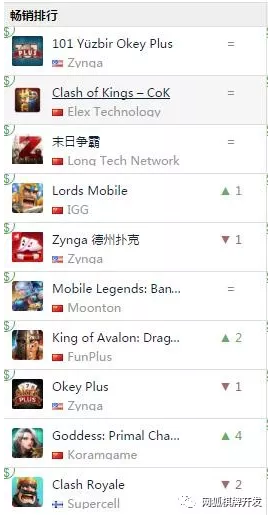 畅销排行
101 Yüzbir Okey Plus
=
Zynga
Clash of Kings – CoK
=
Elex Technology
末日争霸
=
Long Tech Network
Lords Mobile
▲ 1
IGG
Zynga 德州扑克
▼ 1
Zynga
Mobile Legends: Ban...
=
Moonton
King of Avalon: Drag...
▲ 2
FunPlus
Okey Plus
▼ 1
Zynga
Goddess: Primal Cha...
▲ 4
Koramgame
Clash Royale
▼ 2
Supercell
网狐棋牌开发